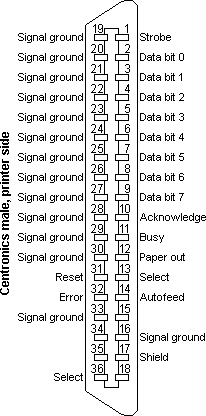 Centronics male, printer side
19 1
Signal ground Strobe
20 2
Signal ground Data bit 0
21 3
Signal ground Data bit 1
22 4
Signal ground Data bit 2
23 5
Signal ground Data bit 3
24 6
Signal ground Data bit 4
25 7
Signal ground Data bit 5
26 8
Signal ground Data bit 6
27 9
Signal ground Data bit 7
28 10
Signal ground Acknowledge
29 11
Signal ground Busy
30 12
Signal ground Paper out
31 13
Reset Select
32 14
Error Autofeed
33 15
Signal ground
34 16
Signal ground
35 17
Shield
36 18
Select